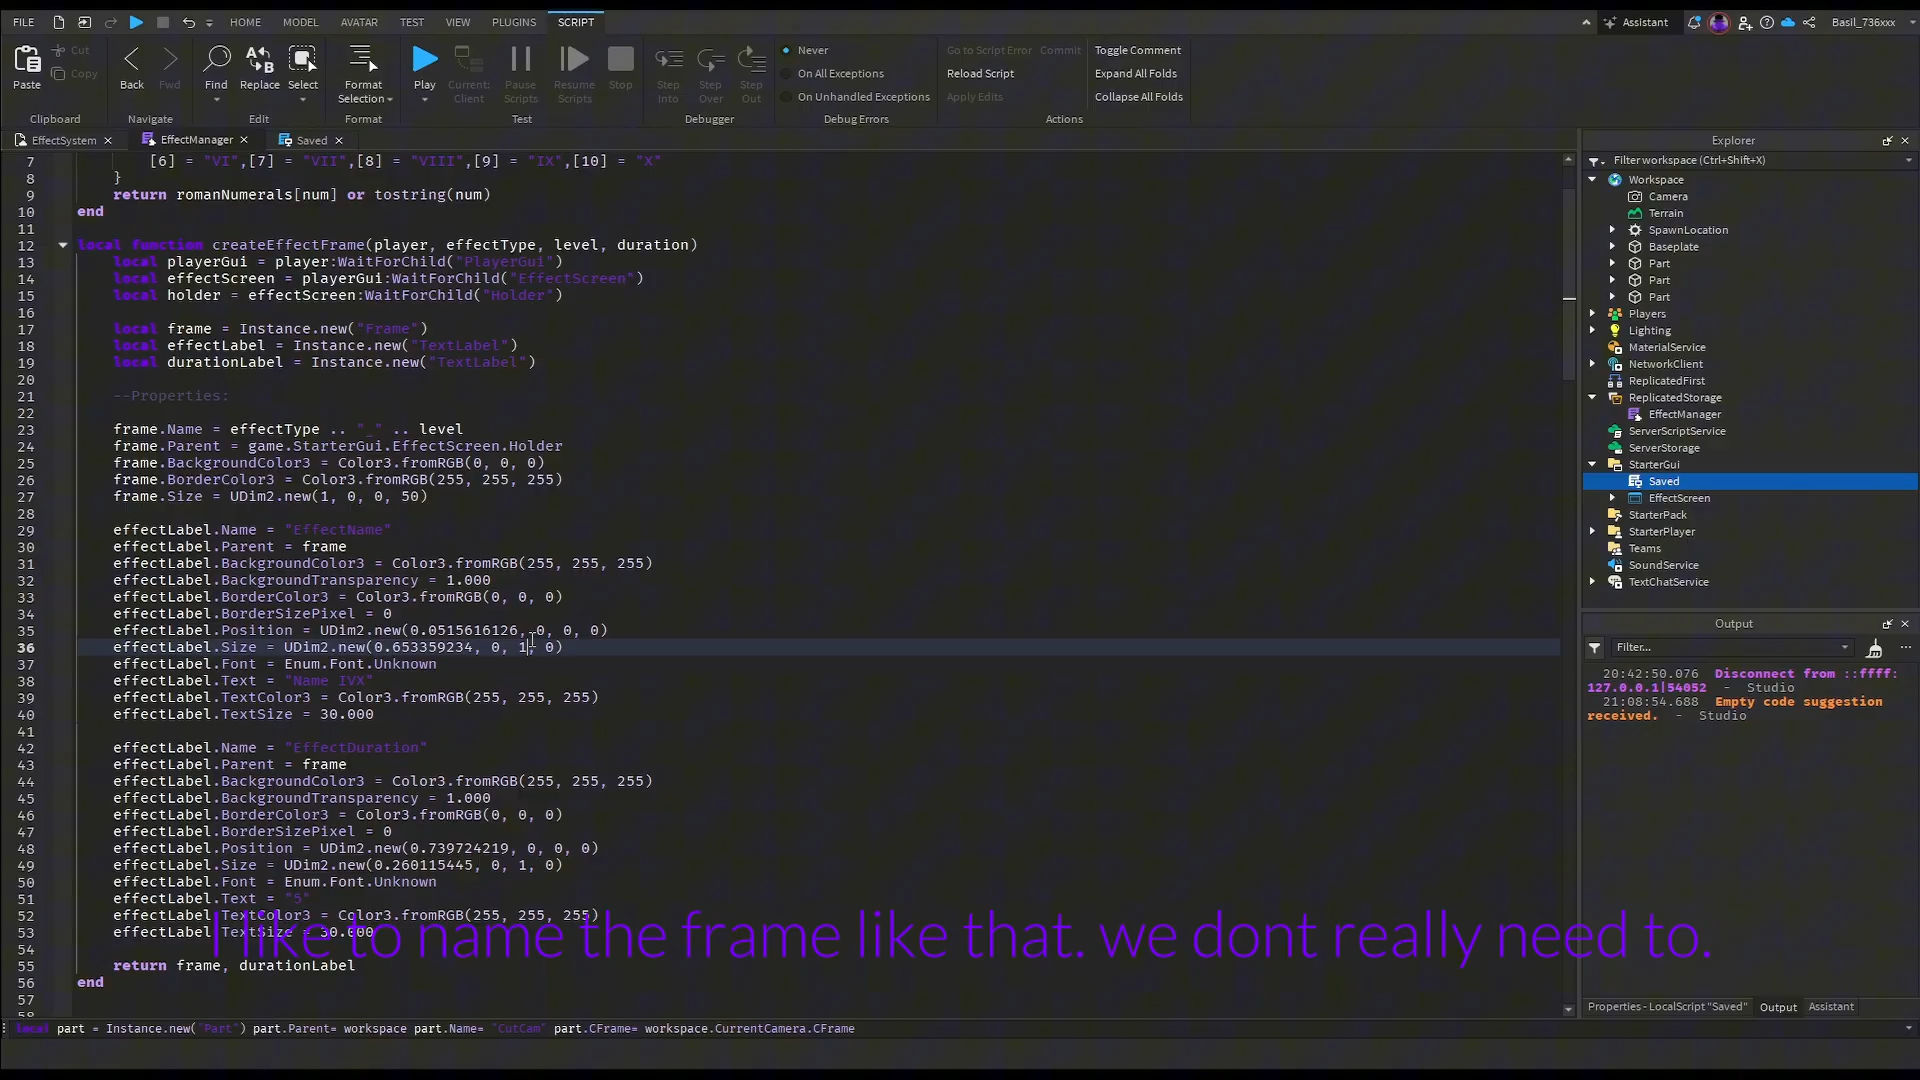 FILE HOME MODEL AVATAR TEST VIEW PLUGINS SCRIPT Assistant Basil_736xxx
Paste Cut Copy Back Fwd Find Replace Select Format Selection Play Current: Client Pause Scripts Resume Scripts Stop Step Into Step Over Step Out
Never
On All Exceptions
On Unhandled Exceptions
Go to Script Error Commit
Reload Script
Apply Edits
Toggle Comment
Expand All Folds
Collapse All Folds
Clipboard Navigate Edit Format Test Debugger Debug Errors Actions
EffectSystem EffectManager Saved
7 [6] = "VI",[7] = "VII",[8] = "VIII",[9] = "IX",[10] = "X"
8 }
9 return romanNumerals[num] or tostring(num)
10 end
11
12 local function createEffectFrame(player, effectType, level, duration)
13 local playerGui = player:WaitForChild("PlayerGui")
14 local effectScreen = playerGui:WaitForChild("EffectScreen")
15 local holder = effectScreen:WaitForChild("Holder")
16
17 local frame = Instance.new("Frame")
18 local effectLabel = Instance.new("TextLabel")
19 local durationLabel = Instance.new("TextLabel")
20
21 --Properties:
22
23 frame.Name = effectType .. "_" .. level
24 frame.Parent = game.StarterGui.EffectScreen.Holder
25 frame.BackgroundColor3 = Color3.fromRGB(0, 0, 0)
26 frame.BorderColor3 = Color3.fromRGB(255, 255, 255)
27 frame.Size = UDim2.new(1, 0, 0, 50)
28
29 effectLabel.Name = "EffectName"
30 effectLabel.Parent = frame
31 effectLabel.BackgroundColor3 = Color3.fromRGB(255, 255, 255)
32 effectLabel.BackgroundTransparency = 1.000
33 effectLabel.BorderColor3 = Color3.fromRGB(0, 0, 0)
34 effectLabel.BorderSizePixel = 0
35 effectLabel.Position = UDim2.new(0.0515616126, 0, 0, 0)
36 effectLabel.Size = UDim2.new(0.653359234, 0, 1, 0)
37 effectLabel.Font = Enum.Font.Unknown
38 effectLabel.Text = "Name IVX"
39 effectLabel.TextColor3 = Color3.fromRGB(255, 255, 255)
40 effectLabel.TextSize = 30.000
41
42 effectLabel.Name = "EffectDuration"
43 effectLabel.Parent = frame
44 effectLabel.BackgroundColor3 = Color3.fromRGB(255, 255, 255)
45 effectLabel.BackgroundTransparency = 1.000
46 effectLabel.BorderColor3 = Color3.fromRGB(0, 0, 0)
47 effectLabel.BorderSizePixel = 0
48 effectLabel.Position = UDim2.new(0.739724219, 0, 0, 0)
49 effectLabel.Size = UDim2.new(0.260115445, 0, 1, 0)
50 effectLabel.Font = Enum.Font.Unknown
51 effectLabel.Text = "5"
52 effectLabel.TextColor3 = Color3.fromRGB(255, 255, 255)
53 effectLabel.TextSize = 30.000
54
55 return frame, durationLabel
56 end
57
58
I like to name the frame like that. we dont really need to.
local part = Instance.new("Part") part.Parent= workspace part.Name= "CutCam" part.CFrame= workspace.CurrentCamera.CFrame
Explorer
Filter workspace (Ctrl+Shift+X)
Workspace
Camera
Terrain
SpawnLocation
Baseplate
Part
Part
Part
Players
Lighting
MaterialService
NetworkClient
ReplicatedFirst
ReplicatedStorage
EffectManager
ServerScriptService
ServerStorage
StarterGui
Saved
EffectScreen
StarterPack
StarterPlayer
Teams
SoundService
TextChatService
Output
Filter...
20:42:50.076 Disconnect from ::ffff:
127.0.0.1|54052 - Studio
21:08:54.688 Empty code suggestion
received. - Studio
Properties - LocalScript "Saved" Output Assistant